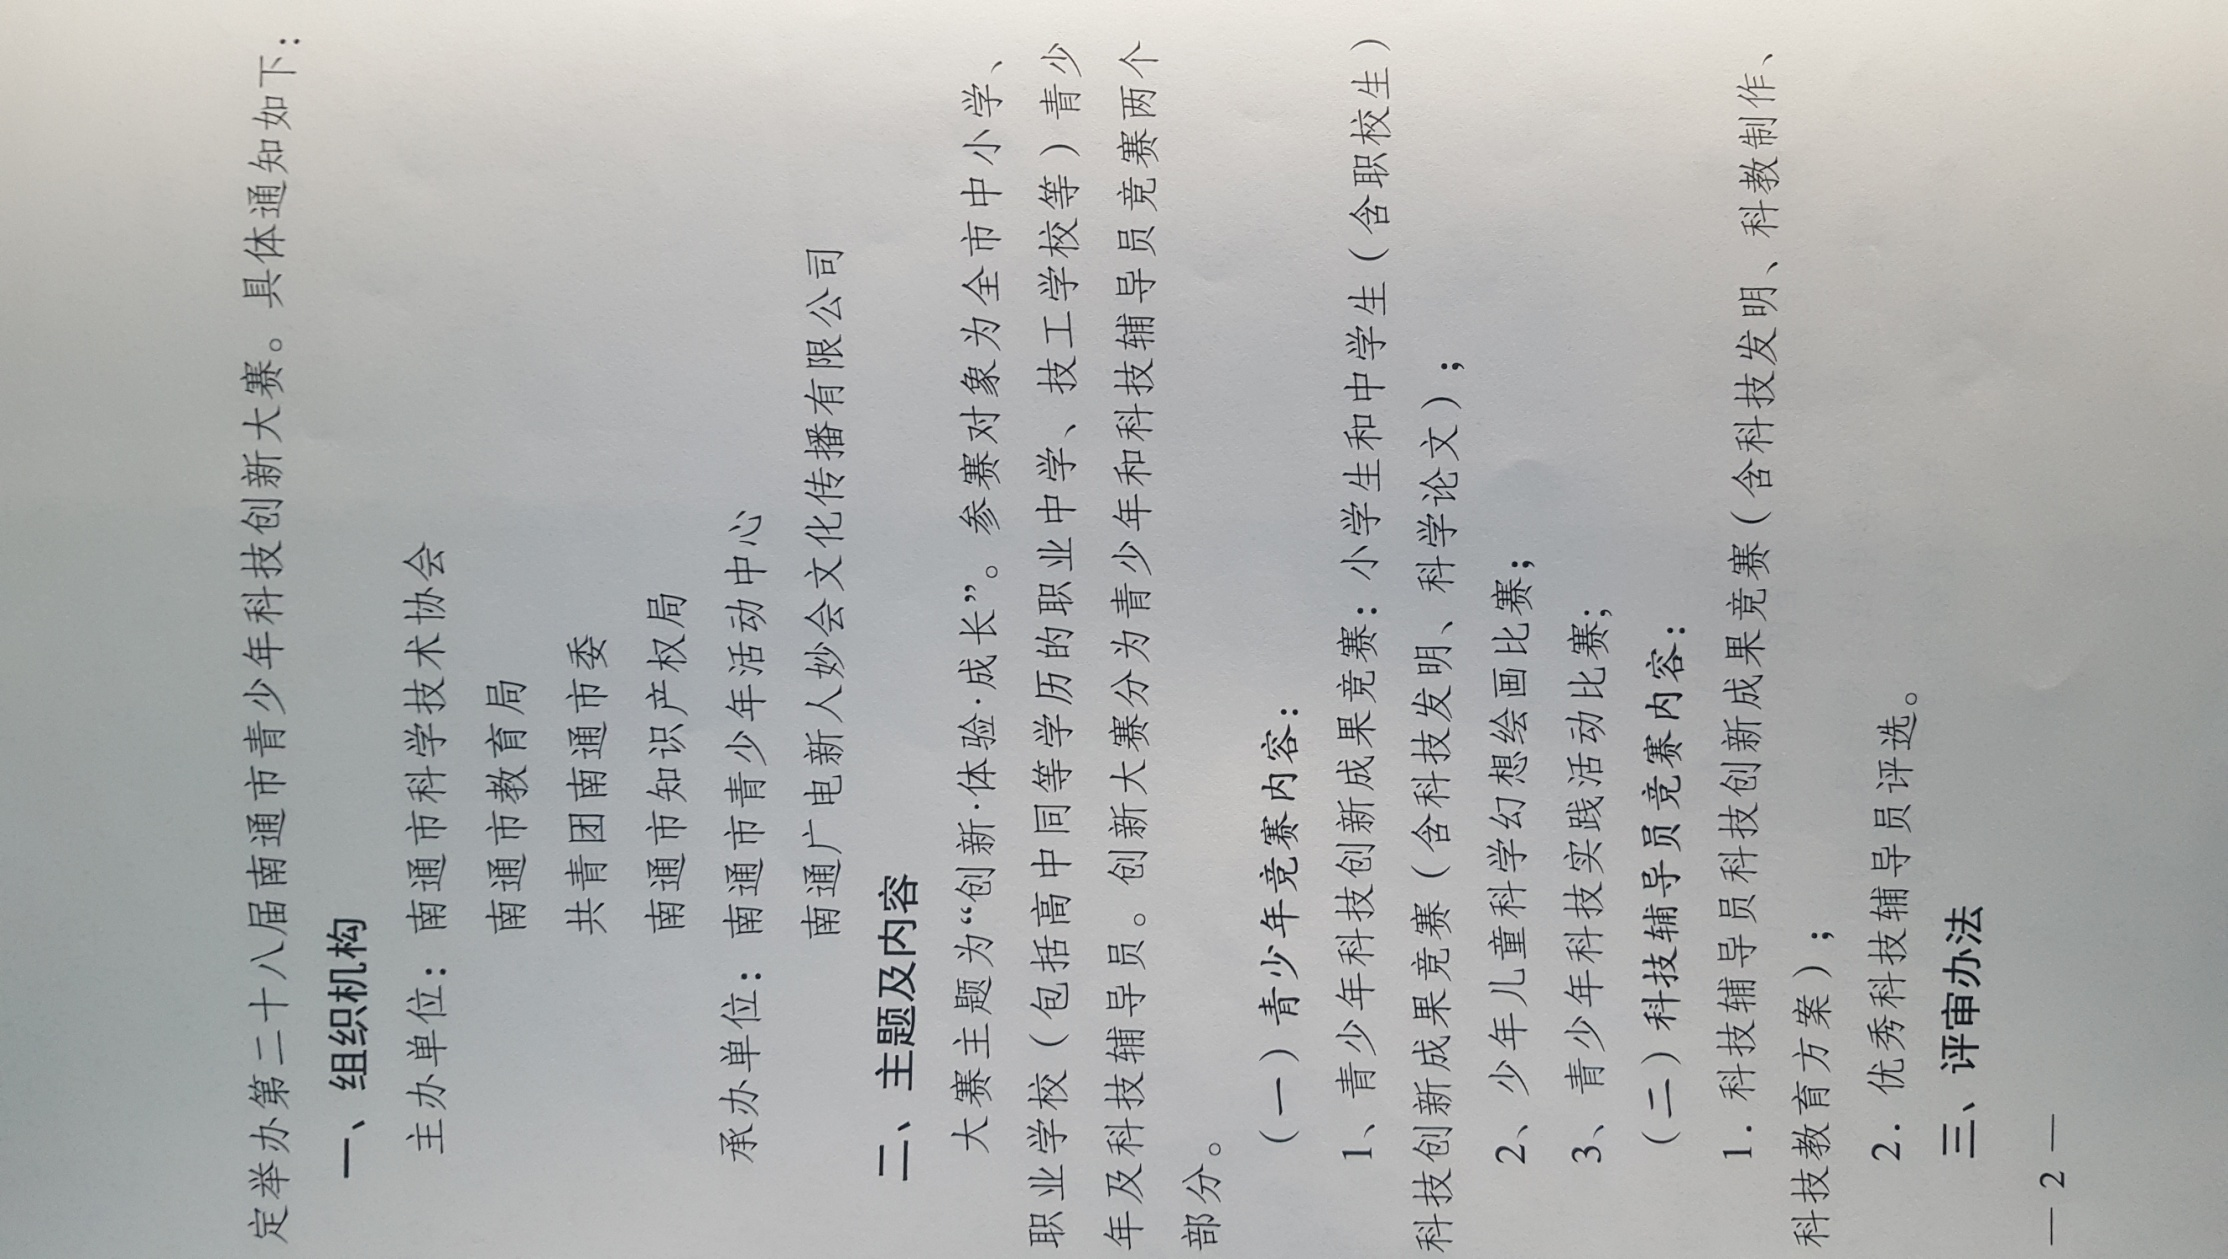 定举办第二十八届南通市青少年科技创新大赛。具体通知如下：
一、组织机构
主办单位：南通市科学技术协会
南通市教育局
共青团南通市委
南通市知识产权局
承办单位：南通市青少年活动中心
南通广电新人妙会文化传播有限公司
二、主题及内容
大赛主题为“创新·体验·成长”。参赛对象为全市中小学、
职业学校（包括高中同等学历的职业中学、技工学校等）青少
年及科技辅导员。创新大赛分为青少年和科技辅导员竞赛两个
部分。
（一）青少年竞赛内容：
1、青少年科技创新成果竞赛：小学生和中学生（含职校生）
科技创新成果竞赛（含科技发明、科学论文）；
2、少年儿童科学幻想绘画比赛；
3、青少年科技实践活动比赛；
（二）科技辅导员竞赛内容：
1. 科技辅导员科技创新成果竞赛（含科技发明、科教制作、
科技教育方案）；
2. 优秀科技辅导员评选。
三、评审办法
— 2 —